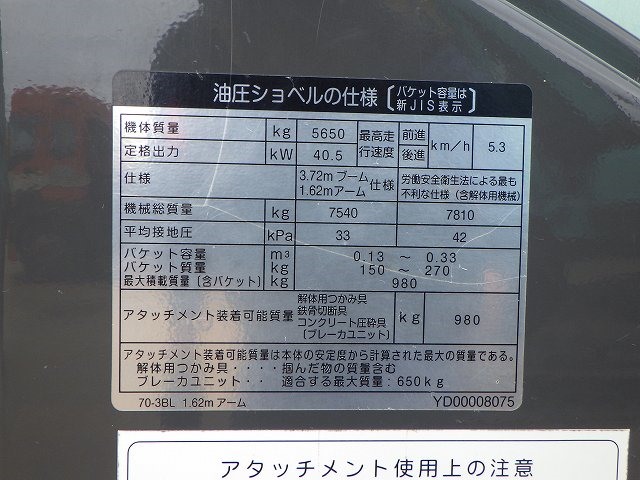 油圧ショベルの仕様〔バケット容量は新JIS表示〕
機体質量 kg 5650 最高走行速度 前進 後進 km/h 5.3
定格出力 kW 40.5
仕様 3.72mブーム 1.62mアーム 仕様 労働安全衛生法による最も不利な仕様(含解体用機械)
機械総質量 kg 7540 7810
平均接地圧 kPa 33 42
バケット容量 m³ 0.13 ~ 0.33
バケット質量 kg 150 ~ 270
最大積載質量(含バケット) kg 980
アタッチメント装着可能質量 解体用つかみ具 鉄骨切断具 コンクリート圧砕具 (ブレーカユニット) kg 980
アタッチメント装着可能質量は本体の安定度から計算された最大の質量である。
解体用つかみ具・・・・掴んだ物の質量含む
ブレーカユニット・・適合する最大質量:650kg
70-3BL 1.62mアーム YD00008075
アタッチメント使用上の注意